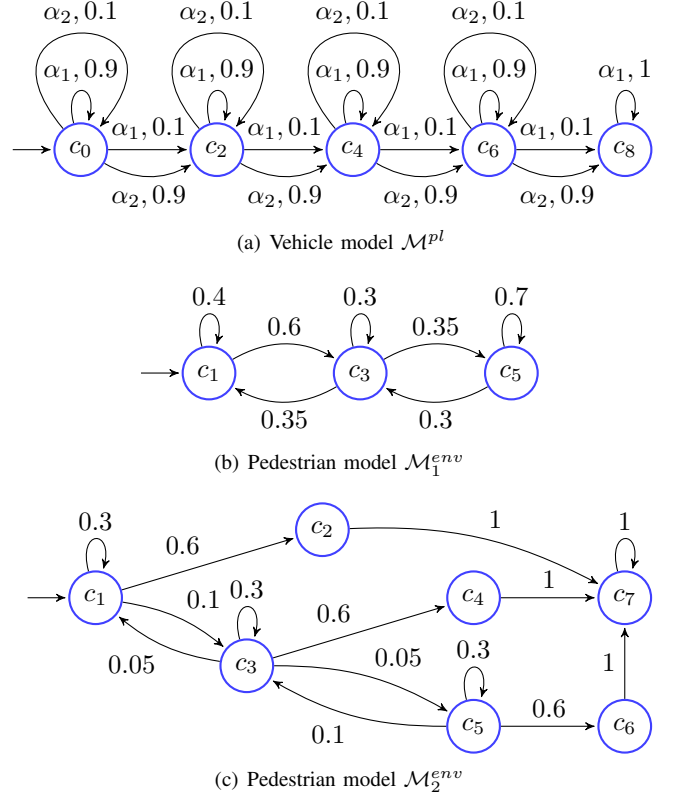 α₂, 0.1 α₂, 0.1 α₂, 0.1 α₂, 0.1
α₁, 0.9 α₁, 0.9 α₁, 0.9 α₁, 0.9 α₁, 1
α₁, 0.1 α₁, 0.1 α₁, 0.1 α₁, 0.1
c₀ c₂ c₄ c₆ c₈
α₂, 0.9 α₂, 0.9 α₂, 0.9 α₂, 0.9
(a) Vehicle model ℳᵖˡ
0.4 0.3 0.7
0.6 0.35
c₁ c₃ c₅
0.35 0.3
(b) Pedestrian model ℳ₁ᵉⁿᵛ
0.3 c₂ 1
0.6
0.3 1 1
c₁ 0.1 0.6 c₄ c₇
0.05 c₃ 0.05 0.3 1
0.1 c₅ 0.6 c₆
(c) Pedestrian model ℳ₂ᵉⁿᵛ